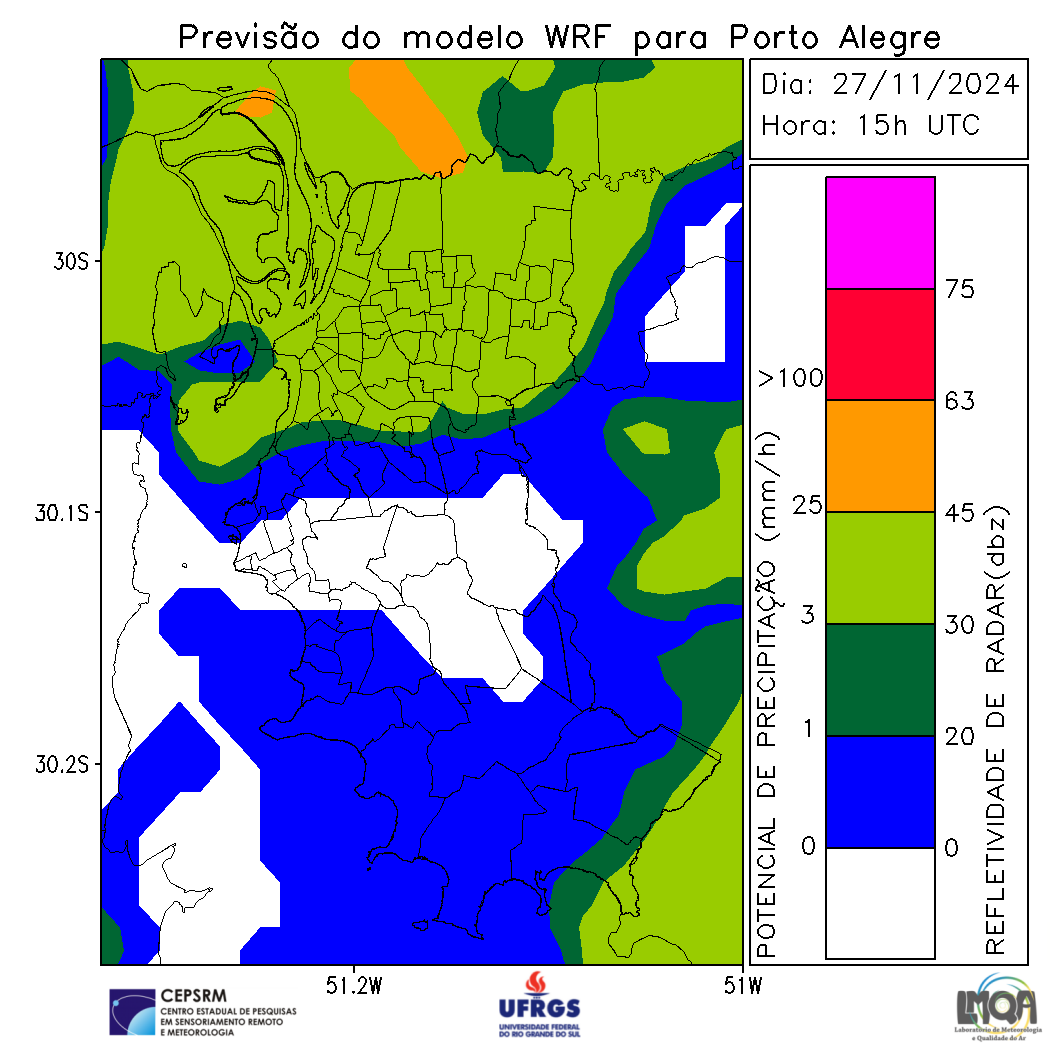 Previsão do modelo WRF para Porto Alegre
Dia: 27/11/2024
Hora: 15h UTC
30S
30.1S
30.2S
51.2W
51W
POTENCIAL DE PRECIPITAÇÃO (mm/h)
>100
25
3
1
0
75
63
45
30
20
0
REFLETIVIDADE DE RADAR(dbz)
CEPSRM
CENTRO ESTADUAL DE PESQUISAS
EM SENSORIAMENTO REMOTO
E METEOROLOGIA
UFRGS
UNIVERSIDADE FEDERAL
DO RIO GRANDE DO SUL
LMQA
Laboratório de Meteorologia
e Qualidade do Ar